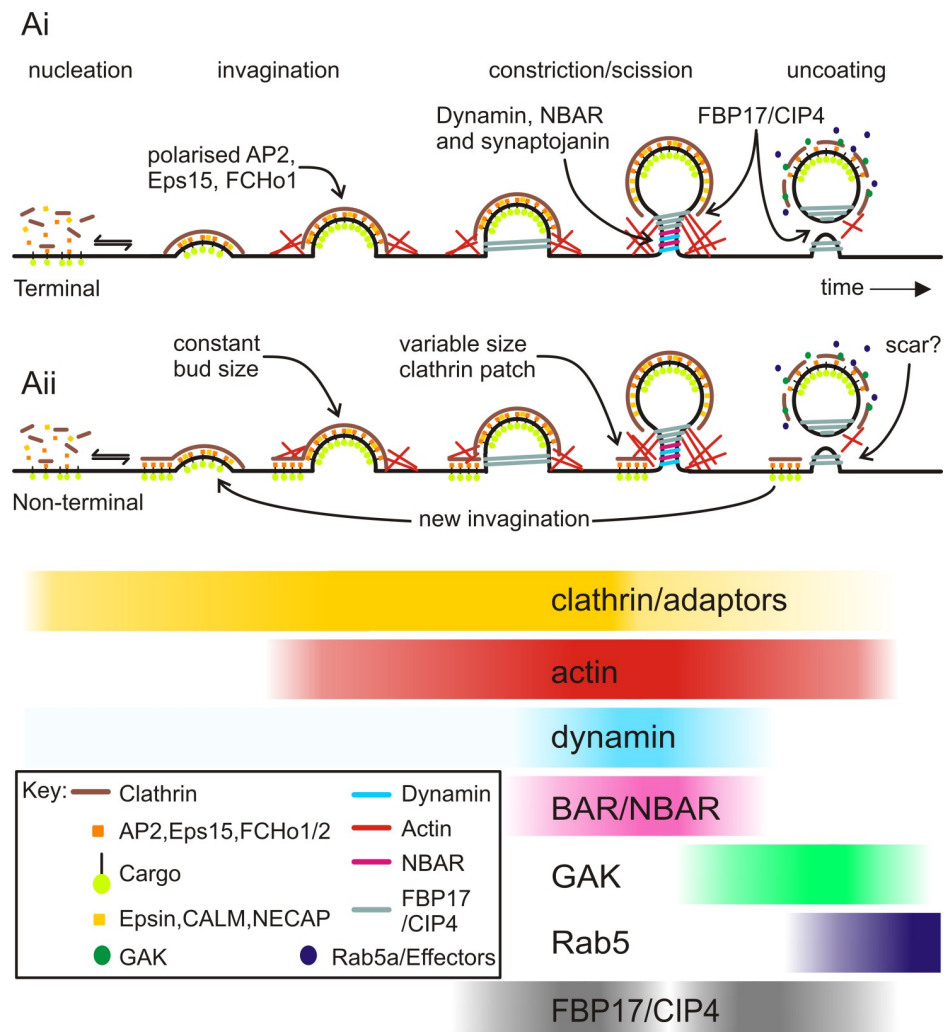 Ai
nucleation
invagination
constriction/scission
uncoating
Dynamin, NBAR
and synaptojanin
FBP17/CIP4
polarised AP2,
Eps15, FCHo1
Terminal
time
Aii
constant
bud size
variable size
clathrin patch
scar?
Non-terminal
new invagination
clathrin/adaptors
actin
dynamin
BAR/NBAR
GAK
Rab5
FBP17/CIP4
Key:
Clathrin
AP2,Eps15,FCHo1/2
Cargo
Epsin,CALM,NECAP
GAK
Dynamin
Actin
NBAR
FBP17
/CIP4
Rab5a/Effectors